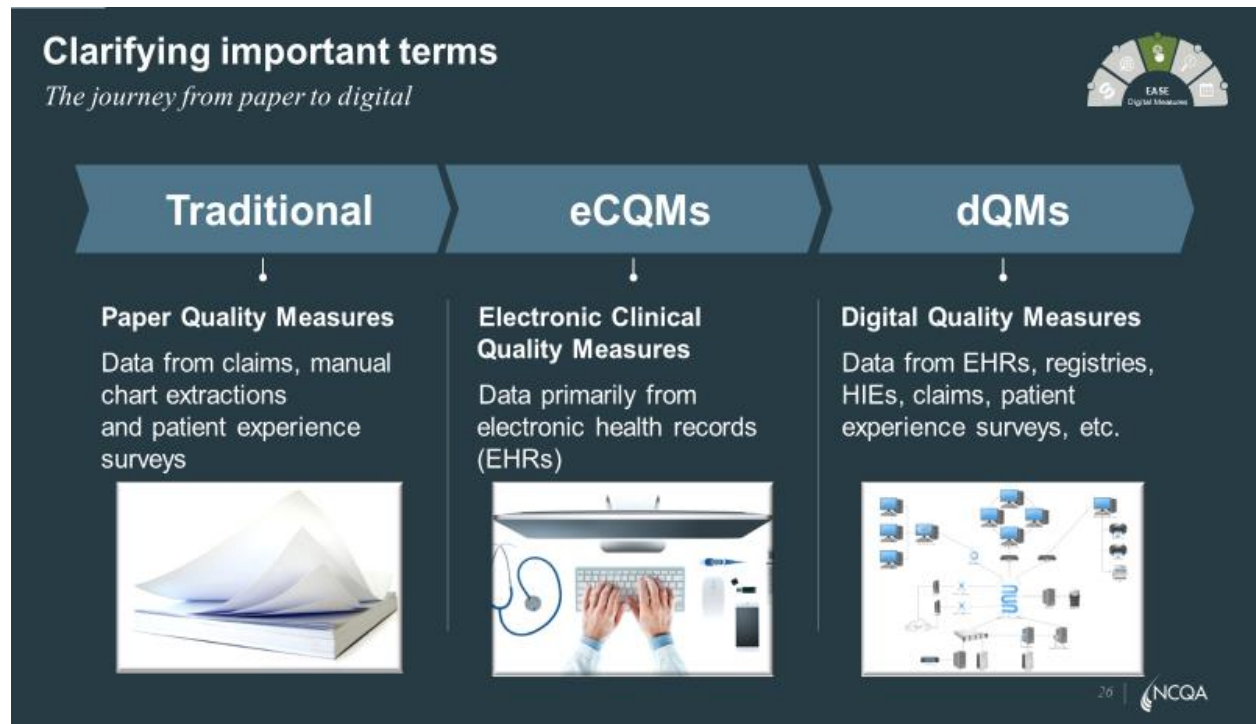 Clarifying important terms
The journey from paper to digital
EASE
Digital Measures
Traditional
eCQMs
dQMs
Paper Quality Measures
Data from claims, manual
chart extractions
and patient experience
surveys
Electronic Clinical
Quality Measures
Data primarily from
electronic health records
(EHRs)
Digital Quality Measures
Data from EHRs, registries,
HIEs, claims, patient
experience surveys, etc.
26
NCQA